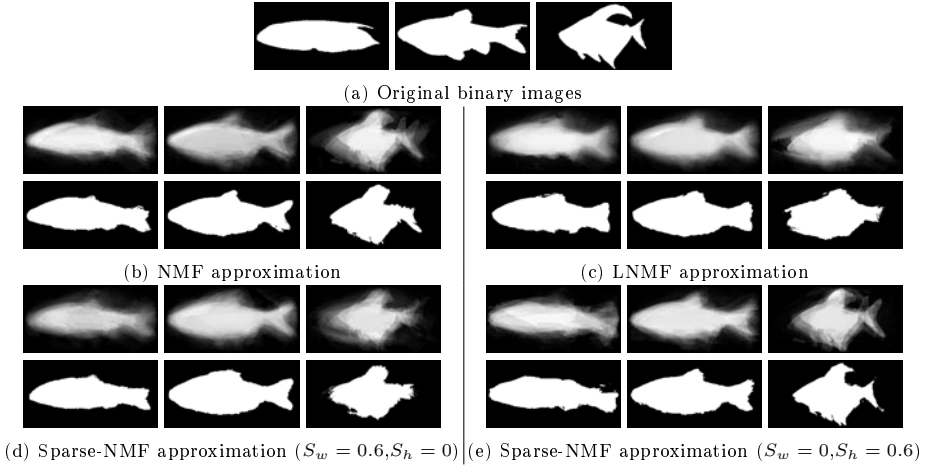 (a) Original binary images
(b) NMF approximation
(c) LNMF approximation
(d) Sparse-NMF approximation (S_w = 0.6,S_h = 0)
(e) Sparse-NMF approximation (S_w = 0,S_h = 0.6)